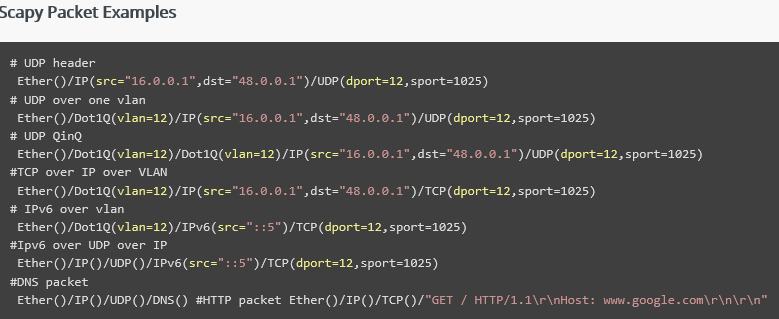 Scapy Packet Examples
# UDP header
Ether()/IP(src="16.0.0.1",dst="48.0.0.1")/UDP(dport=12,sport=1025)
# UDP over one vlan
Ether()/Dot1Q(vlan=12)/IP(src="16.0.0.1",dst="48.0.0.1")/UDP(dport=12,sport=1025)
# UDP QinQ
Ether()/Dot1Q(vlan=12)/Dot1Q(vlan=12)/IP(src="16.0.0.1",dst="48.0.0.1")/UDP(dport=12,sport=1025)
#TCP over IP over VLAN
Ether()/Dot1Q(vlan=12)/IP(src="16.0.0.1",dst="48.0.0.1")/TCP(dport=12,sport=1025)
# IPv6 over vlan
Ether()/Dot1Q(vlan=12)/IPv6(src="::5")/TCP(dport=12,sport=1025)
#Ipv6 over UDP over IP
Ether()/IP()/UDP()/IPv6(src="::5")/TCP(dport=12,sport=1025)
#DNS packet
Ether()/IP()/UDP()/DNS() #HTTP packet Ether()/IP()/TCP()/"GET / HTTP/1.1\r\nHost: www.google.com\r\n\r\n"